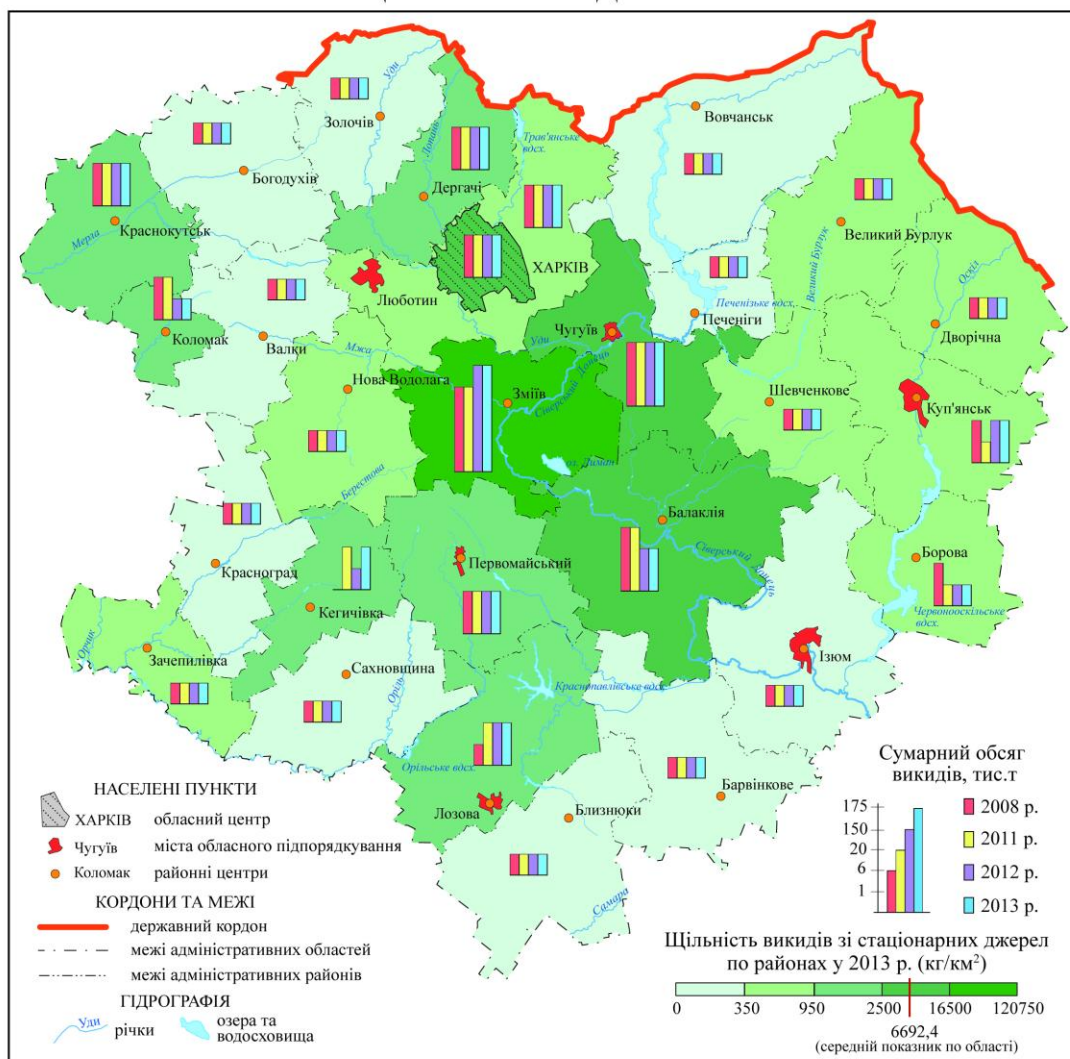 Золочів
Уди
Лопань
Богодухів
Дергачі
Трав'янське
вдсх.
Вовчанськ
Краснокутськ
Мерла
Великий Бурлук
Великий Бурлук
Оскіл
ХАРКІВ
Люботин
Коломак
Валки
Мжа
Печеніги
Печенізьке вдсх.
Чугуїв
Уди
Дворічна
Нова Водолага
Зміїв
Сіверський Донець
Шевченкове
Куп'янськ
оз. Лиман
Берестова
Балаклія
Сіверський Донець
Первомайський
Красноград
Кегичівка
Борова
Червонооскільське
вдсх.
Орчик
Зачепилівка
Сахновщина
Оріль
Ізюм
Краснопавлівське вдсх.
Орільське вдсх.
Лозова
Близнюки
Барвінкове
Самара
НАСЕЛЕНІ ПУНКТИ
ХАРКІВ обласний центр
Чугуїв міста обласного підпорядкування
Коломак районні центри
КОРДОНИ ТА МЕЖІ
державний кордон
межі адміністративних областей
межі адміністративних районів
ГІДРОГРАФІЯ
Уди річки
озера та
водосховища
Сумарний обсяг
викидів, тис.т
175
150
20
6
1
2008 р.
2011 р.
2012 р.
2013 р.
Щільність викидів зі стаціонарних джерел
по районах у 2013 р. (кг/км²)
0 350 950 2500 16500 120750
6692,4
(середній показник по області)